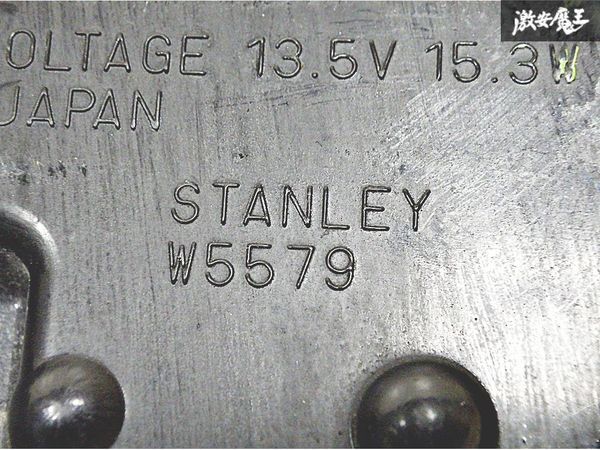 激安魔王
OLTAGE 13.5V 15.3W
JAPAN
STANLEY
W5579